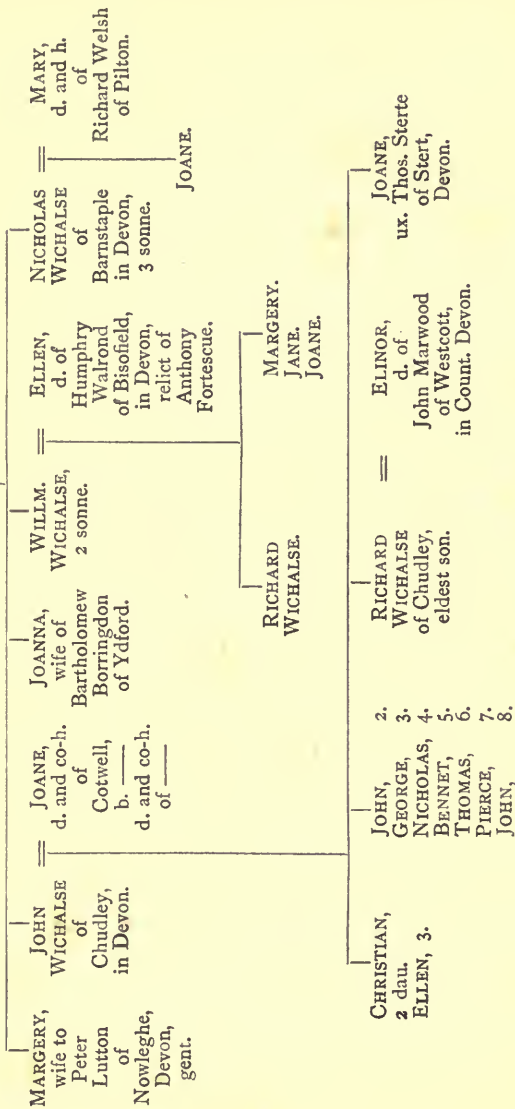 MARGERY,
wife to
Peter
Lutton
of
Nowleghe,
Devon,
gent.
JOHN
WICHALSE
of
Chudley,
in Devon.
=
JOANE,
d. and co-h.
of
Cotwell,
b. ——
d. and co-h.
of ——
JOANNA,
wife of
Bartholomew
Borringdon
of Ydford.
WILLM.
WICHALSE,
2 sonne.
=
ELLEN,
d. of
Humphry
Walrond
of Bisofield,
in Devon,
relict of
Anthony
Fortescue.
NICHOLAS
WICHALSE
of
Barnstaple
in Devon,
3 sonne.
=
MARY,
d. and h.
of
Richard Welsh
of Pilton.
JOANE.
RICHARD
WICHALSE.
MARGERY.
JANE.
JOANE.
CHRISTIAN,
2 dau.
ELLEN, 3.
JOHN, 2.
GEORGE, 3.
NICHOLAS, 4.
BENNET, 5.
THOMAS, 6.
PIERCE, 7.
JOHN, 8.
RICHARD
WICHALSE
of Chudley,
eldest son.
=
ELINOR,
d. of
John Marwood
of Westcott,
in Count. Devon.
JOANE,
ux. Thos. Sterte
of Stert,
Devon.